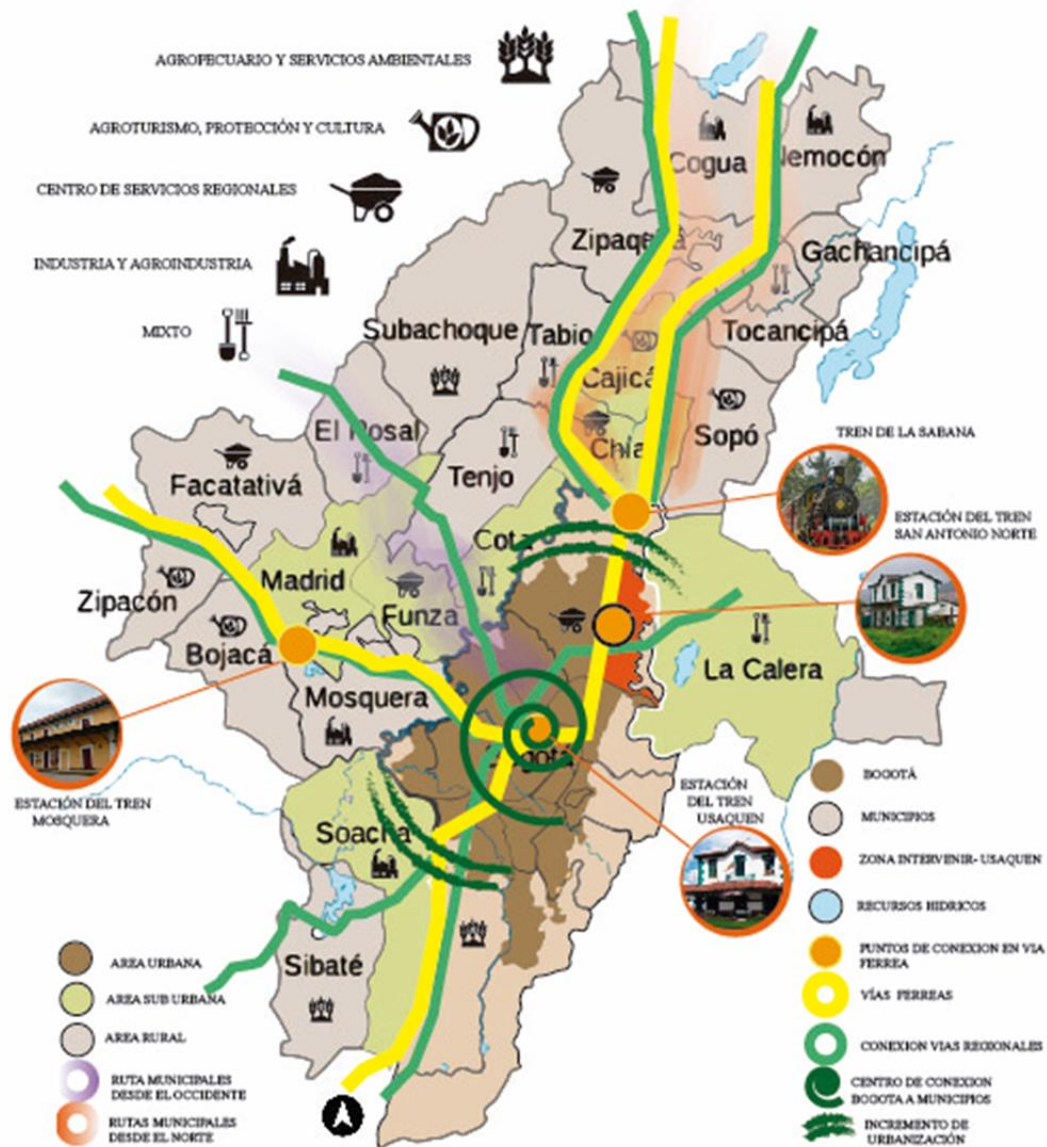 AGROPECUARIO Y SERVICIOS AMBIENTALES
AGROTURISMO, PROTECCIÓN Y CULTURA
CENTRO DE SERVICIOS REGIONALES
INDUSTRIA Y AGROINDUSTRIA
MIXTO
Cogua
Nemocón
Zipaquirá
Gachancipá
Subachoque
Tabio
Tocancipá
Cajicá
El Rosal
Chía
Sopó
Facatativá
Tenjo
TREN DE LA SABANA
ESTACIÓN DEL TREN
SAN ANTONIO NORTE
Cota
Madrid
Zipacón
Funza
Bojacá
La Calera
Mosquera
Bogotá
ESTACIÓN DEL TREN
MOSQUERA
ESTACIÓN
DEL TREN
USAQUEN
Soacha
Sibaté
BOGOTÀ
MUNICIPIOS
ZONA INTERVENIR- USAQUEN
RECURSOS HIDRICOS
PUNTOS DE CONEXION EN VIA
FERREA
VÍAS FERREAS
CONEXION VIAS REGIONALES
CENTRO DE CONEXION
BOGOTA A MUNICIPIOS
INCREMENTO DE
URBANIZACIÓN
AREA URBANA
AREA SUB URBANA
AREA RURAL
RUTA MUNICIPALES
DESDE EL OCCIDENTE
RUTAS MUNICIPALES
DESDE EL NORTE